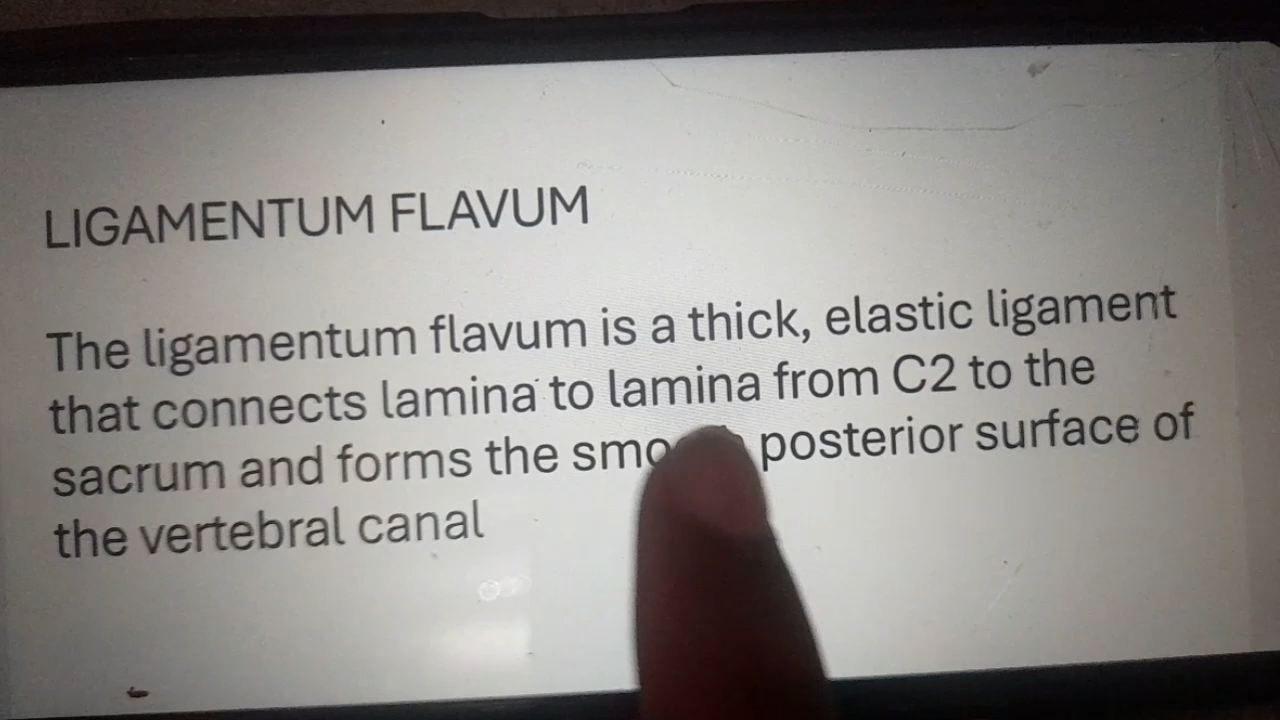 LIGAMENTUM FLAVUM
The ligamentum flavum is a thick, elastic ligament
that connects lamina to lamina from C2 to the
sacrum and forms the posterior surface of
the vertebral canal